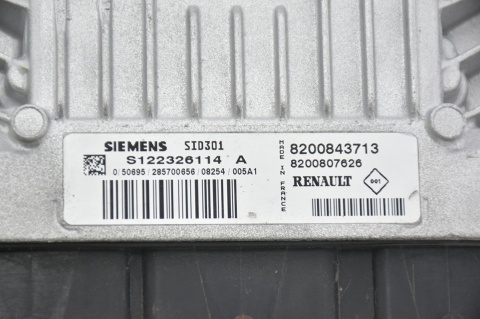 SIEMENS SID301
S122326114 A
0/50695/285700656/08254/005A1
MADE IN FRANCE
8200843713
8200807626
RENAULT
001